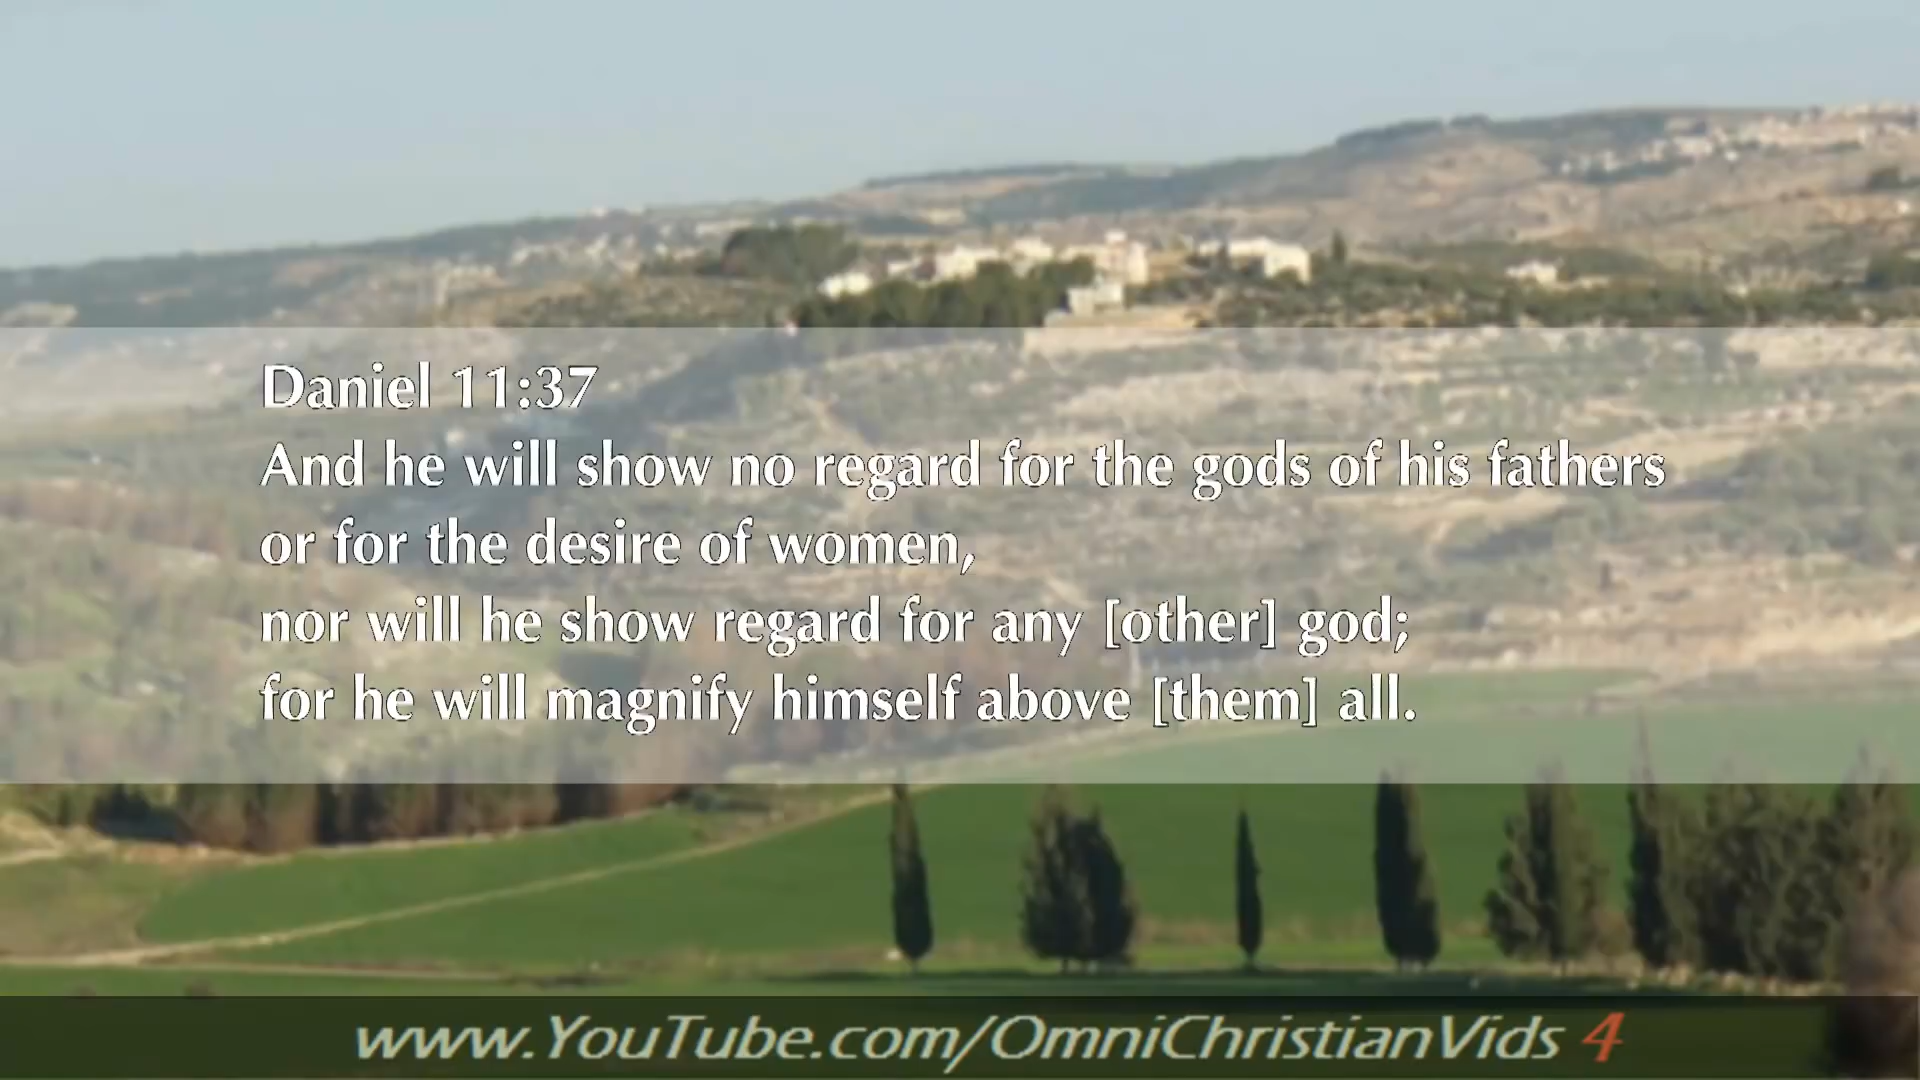 Daniel 11:37
And he will show no regard for the gods of his fathers
or for the desire of women,
nor will he show regard for any [other] god;
for he will magnify himself above [them] all.
www.YouTube.com/OmniChristianVids 4